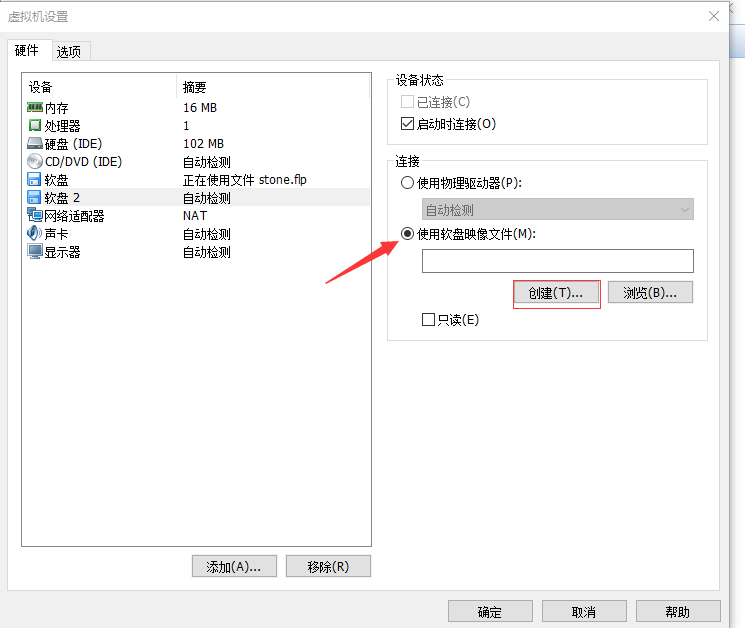 虚拟机设置
硬件 选项
设备 摘要
内存 16 MB
处理器 1
硬盘 (IDE) 102 MB
CD/DVD (IDE) 自动检测
软盘 正在使用文件 stone.flp
软盘 2 自动检测
网络适配器 NAT
声卡 自动检测
显示器 自动检测
添加(A)... 移除(R)
设备状态
已连接(C)
启动时连接(O)
连接
使用物理驱动器(P):
自动检测
使用软盘映像文件(M):
创建(T)... 浏览(B)...
只读(E)
确定 取消 帮助